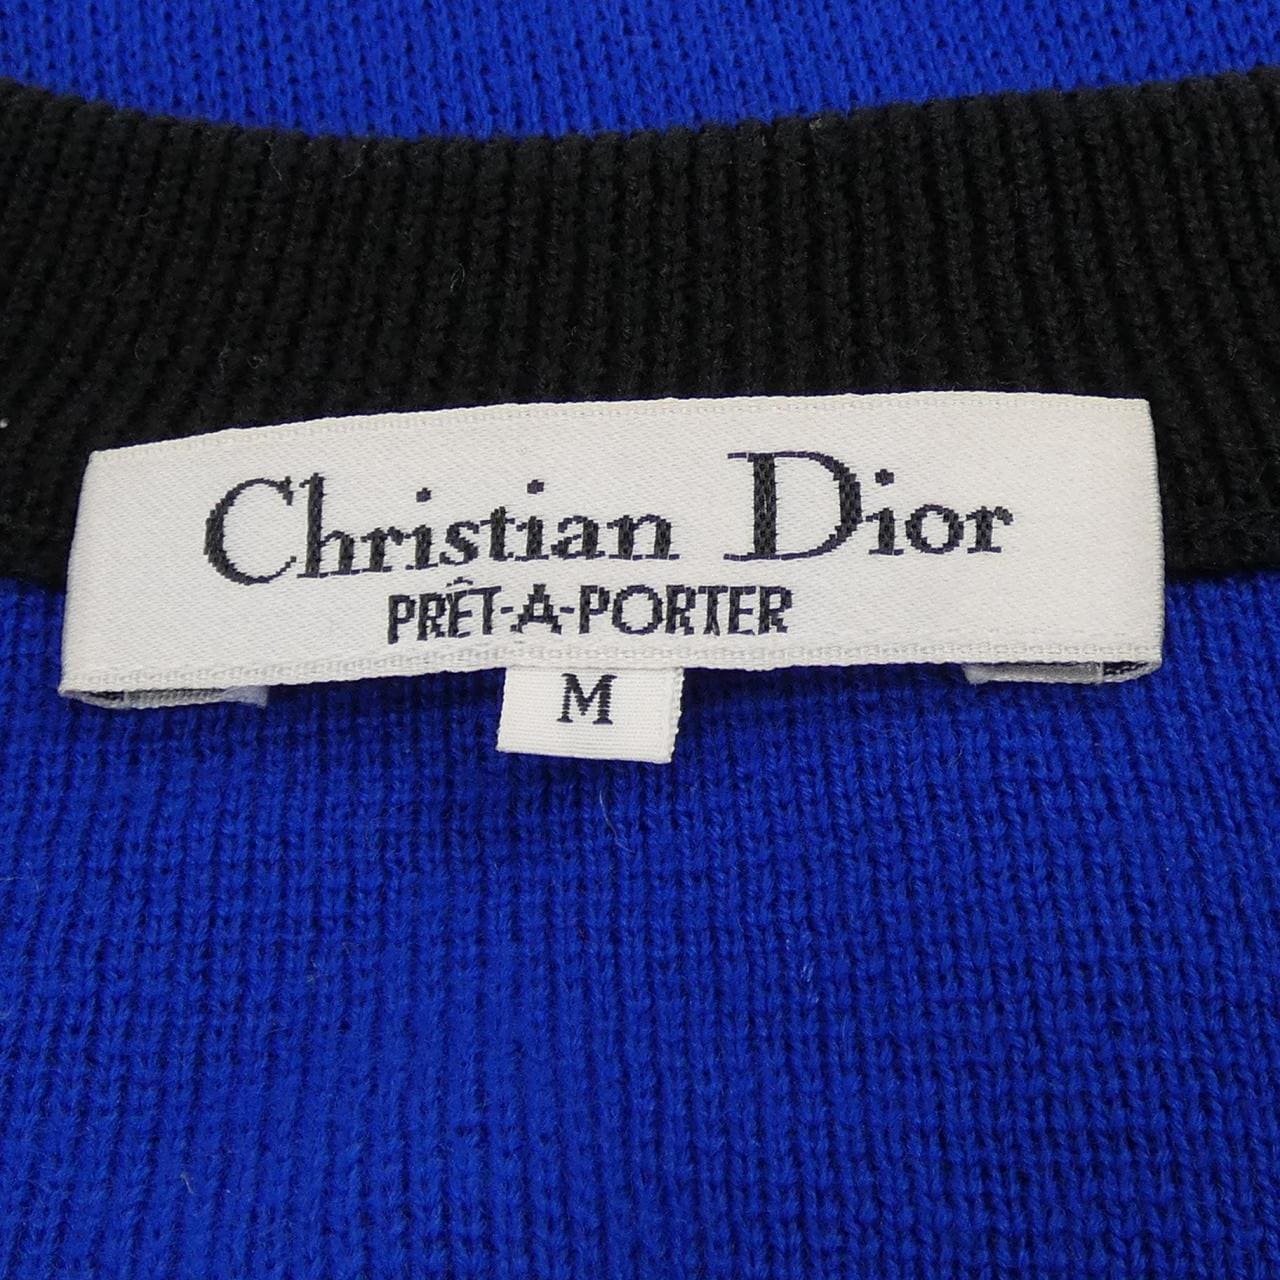 Christian Dior
PRÊT-À-PORTER
M